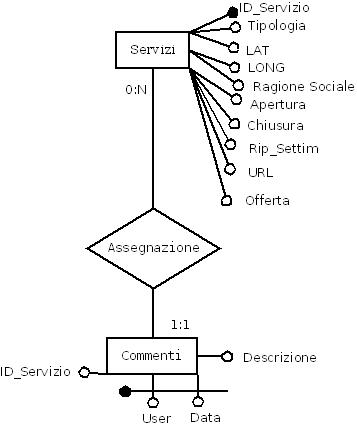 ID_Servizio
Tipologia
Servizi
LAT
LONG
Ragione Sociale
0:N
Apertura
Chiusura
Rip_Settim
URL
Offerta
Assegnazione
1:1
Commenti
Descrizione
ID_Servizio
User
Data